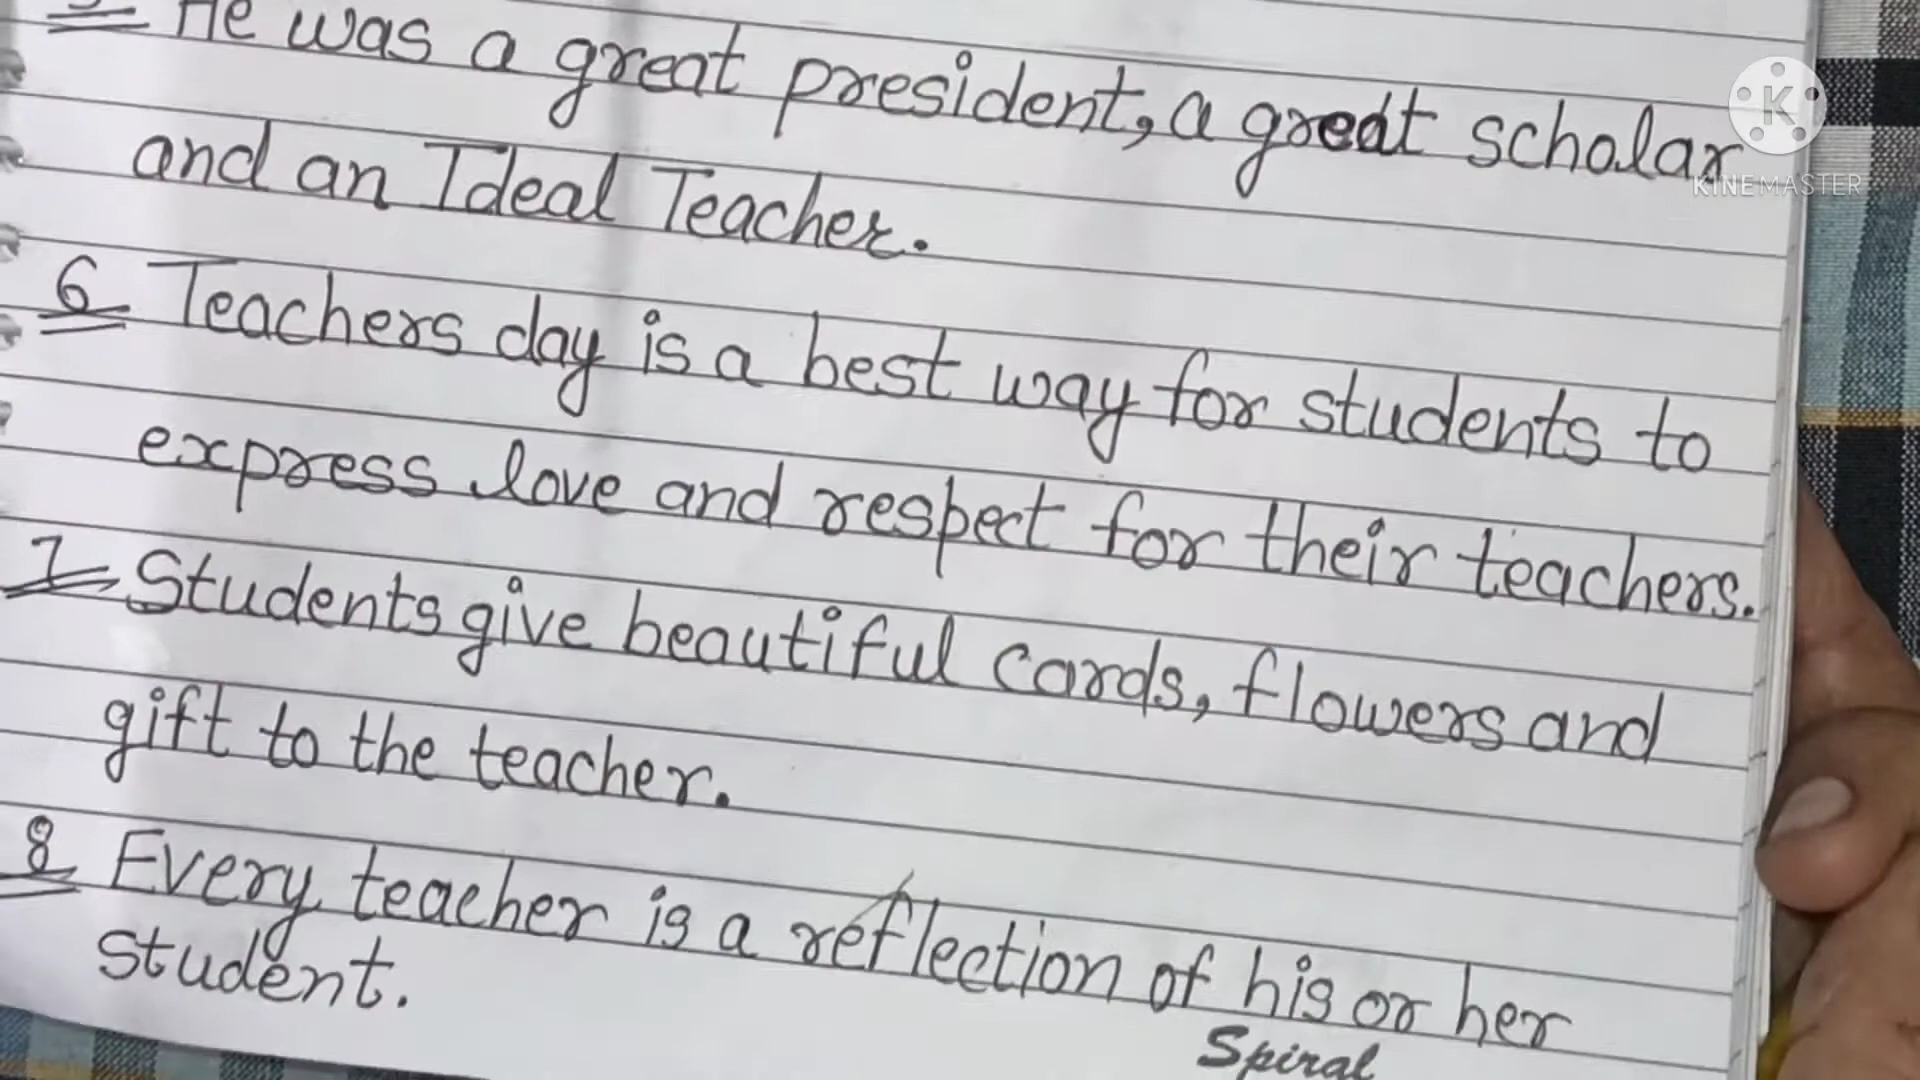 He was a great president, a great scholar
and an Ideal Teacher.
6 Teachers day is a best way for students to
express love and respect for their teachers.
7 Students give beautiful cards, flowers and
gift to the teacher.
8 Every teacher is a reflection of his or her
student.
Spiral
K
KINEMASTER